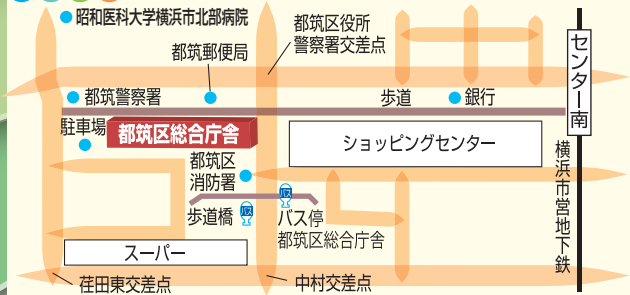 昭和医科大学横浜市北部病院
都筑区役所
警察署交差点
都筑郵便局
センター南
都筑警察署
歩道
銀行
駐車場
都筑区総合庁舎
ショッピングセンター
横浜市営地下鉄
都筑区
消防署
歩道橋
バス
バス
バス停
都筑区総合庁舎
スーパー
荏田東交差点
中村交差点